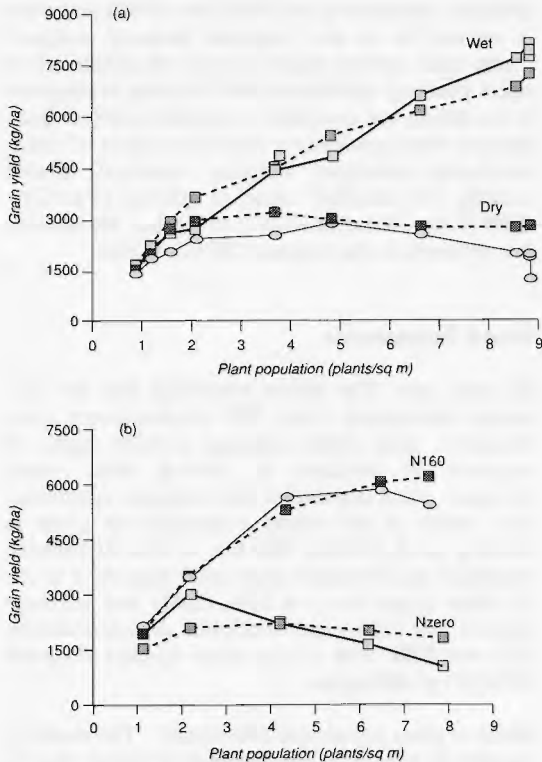 (a)
Wet
Dry
Grain yield (kg/ha)
9000
7500
6000
4500
3000
1500
0
0 1 2 3 4 5 6 7 8 9
Plant population (plants/sq m)
(b)
N160
Nzero
Grain yield (kg/ha)
7500
6000
4500
3000
1500
0
0 1 2 3 4 5 6 7 8 9
Plant population (plants/sq m)